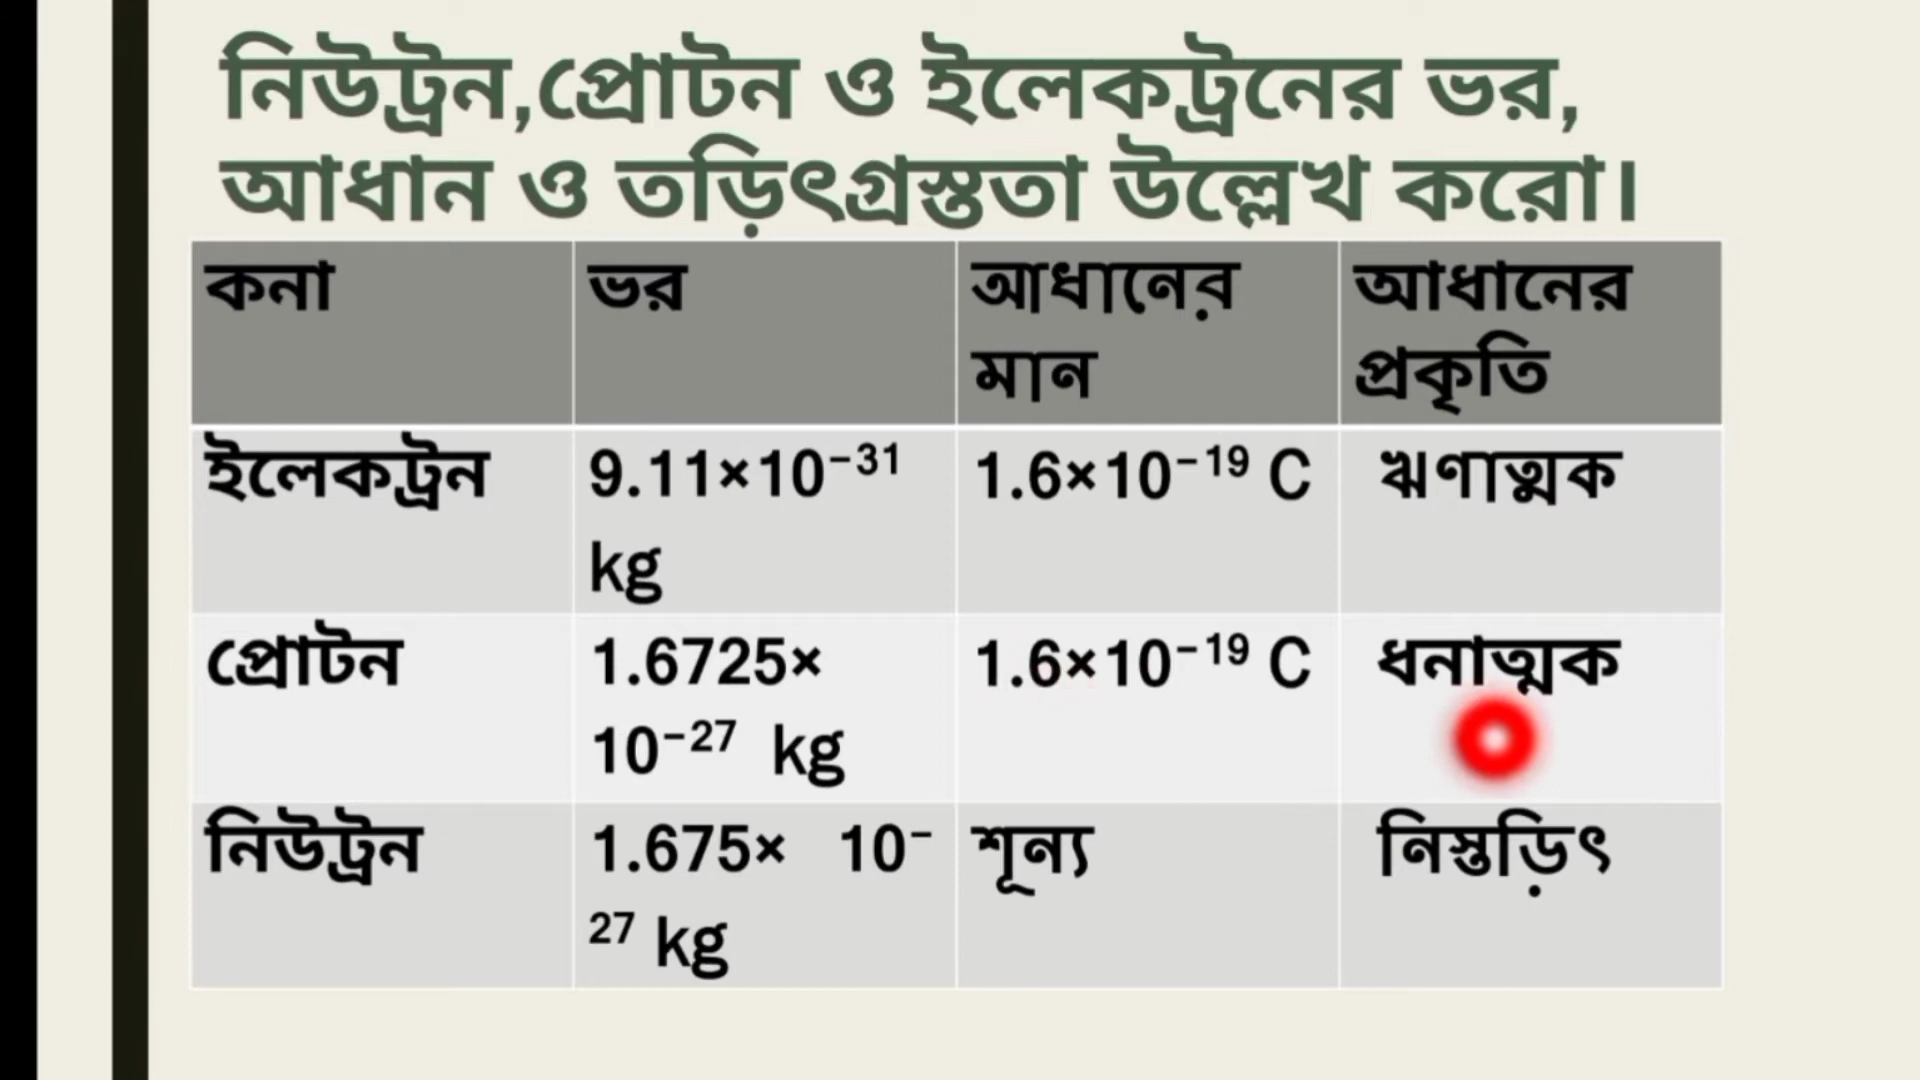 নিউট্রন,প্রোটন ও ইলেকট্রনের ভর,
আধান ও তড়িৎগ্রস্ততা উল্লেখ করো।
কনা ভর আধানের মান আধানের প্রকৃতি
ইলেকট্রন 9.11×10⁻³¹ kg 1.6×10⁻¹⁹ C ঋণাত্মক
প্রোটন 1.6725× 10⁻²⁷ kg 1.6×10⁻¹⁹ C ধনাত্মক
নিউট্রন 1.675× 10⁻²⁷ kg শূন্য নিস্তড়িৎ